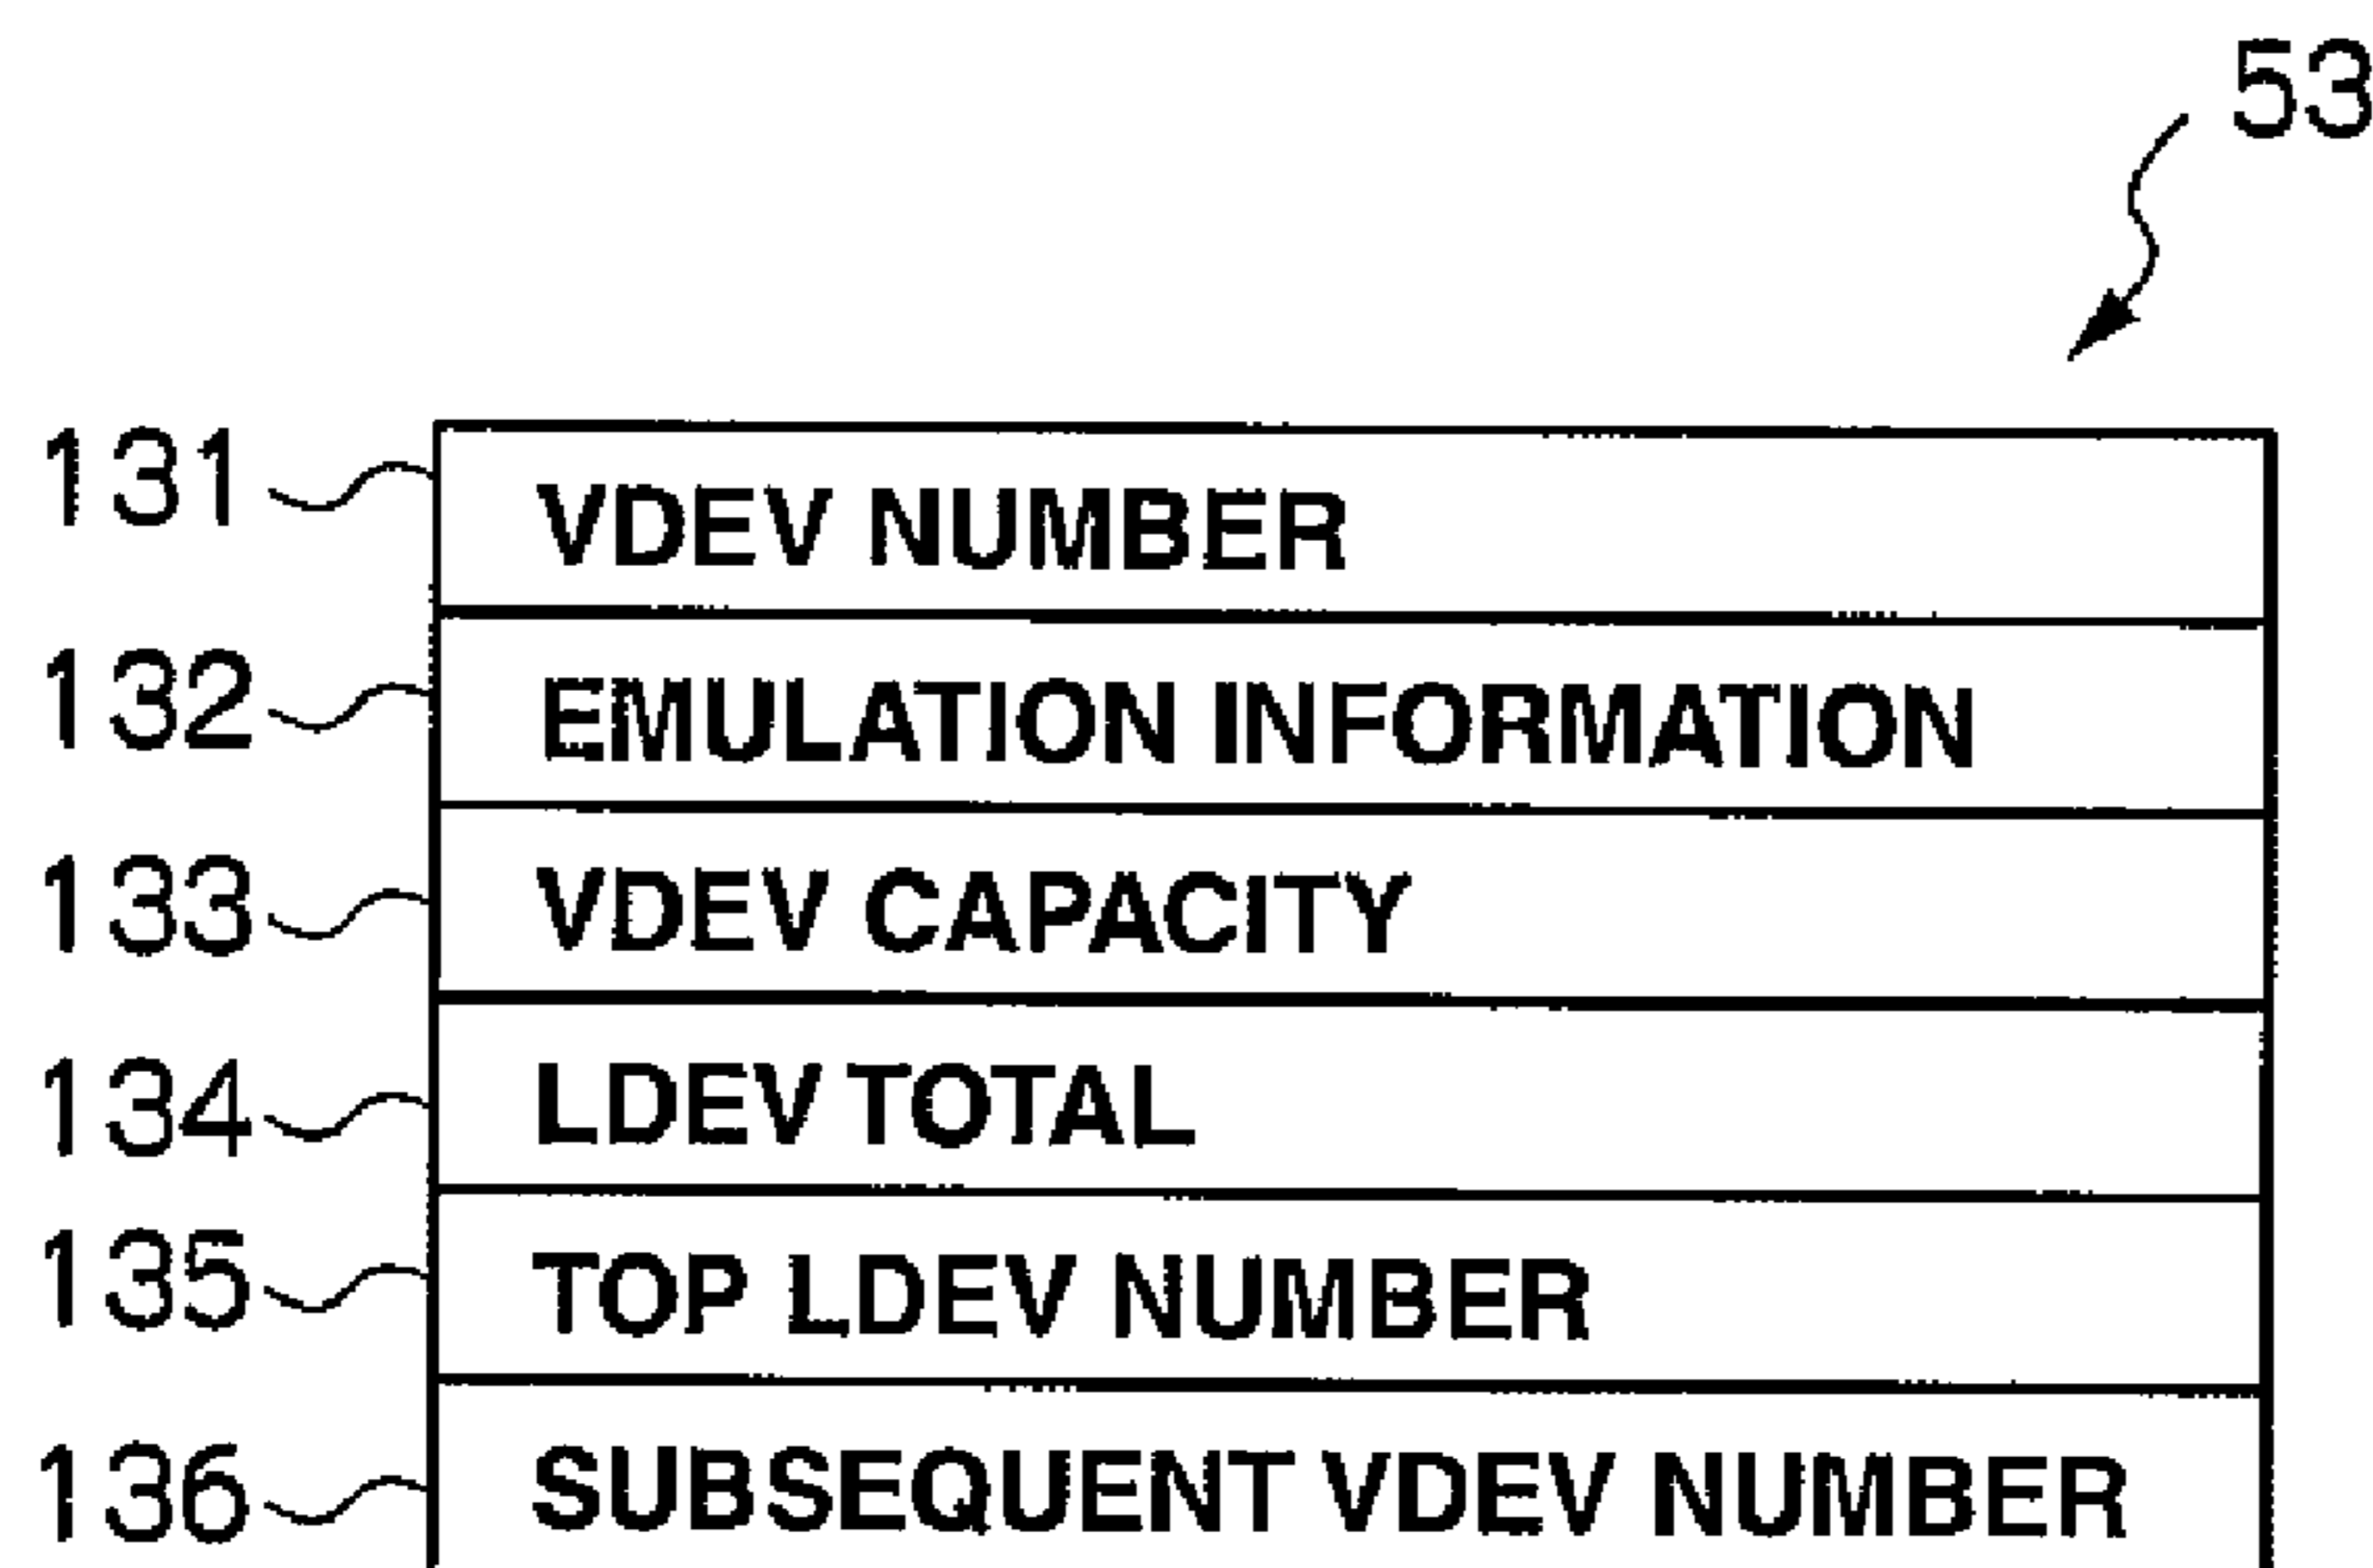 53
131 VDEV NUMBER
132 EMULATION INFORMATION
133 VDEV CAPACITY
134 LDEV TOTAL
135 TOP LDEV NUMBER
136 SUBSEQUENT VDEV NUMBER